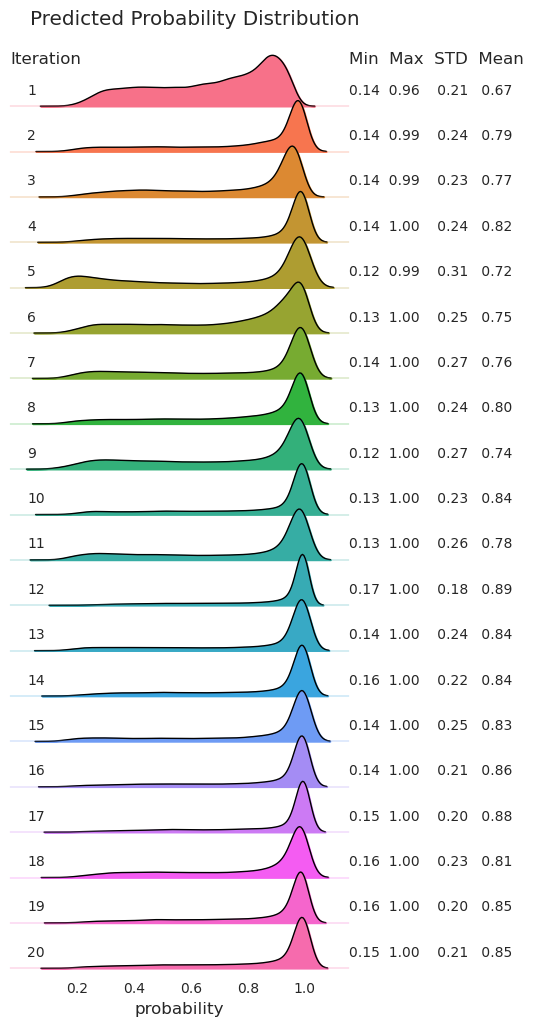 Predicted Probability Distribution
Iteration Min Max STD Mean
1 0.14 0.96 0.21 0.67
2 0.14 0.99 0.24 0.79
3 0.14 0.99 0.23 0.77
4 0.14 1.00 0.24 0.82
5 0.12 0.99 0.31 0.72
6 0.13 1.00 0.25 0.75
7 0.14 1.00 0.27 0.76
8 0.13 1.00 0.24 0.80
9 0.12 1.00 0.27 0.74
10 0.13 1.00 0.23 0.84
11 0.13 1.00 0.26 0.78
12 0.17 1.00 0.18 0.89
13 0.14 1.00 0.24 0.84
14 0.16 1.00 0.22 0.84
15 0.14 1.00 0.25 0.83
16 0.14 1.00 0.21 0.86
17 0.15 1.00 0.20 0.88
18 0.16 1.00 0.23 0.81
19 0.16 1.00 0.20 0.85
20 0.15 1.00 0.21 0.85
0.2 0.4 0.6 0.8 1.0
probability